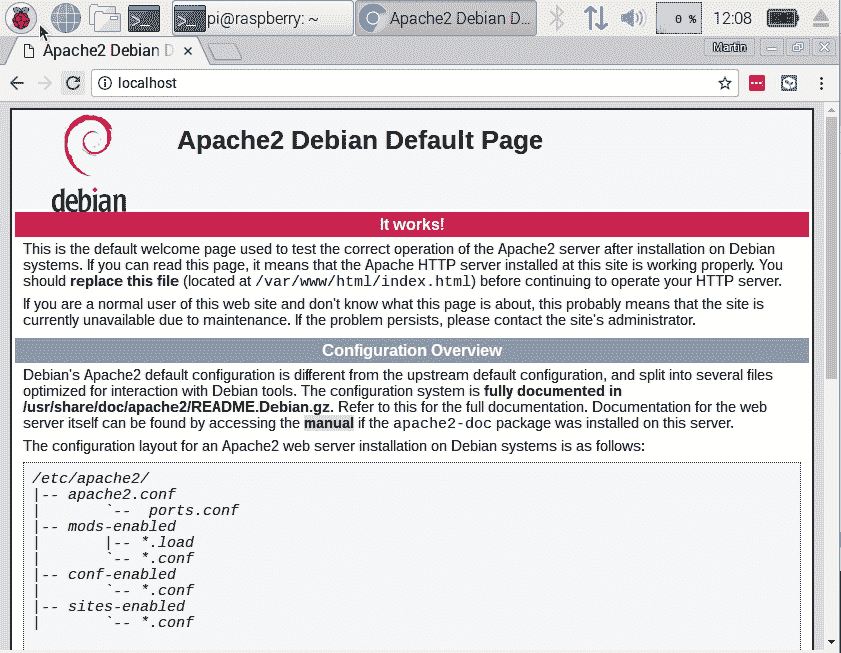 pi@raspberry: ~
Apache2 Debian D...
0 %
12:08
Apache2 Debian D
Martin
localhost
debian
Apache2 Debian Default Page
It works!
This is the default welcome page used to test the correct operation of the Apache2 server after installation on Debian
systems. If you can read this page, it means that the Apache HTTP server installed at this site is working properly. You
should replace this file (located at /var/www/html/index.html) before continuing to operate your HTTP server.
If you are a normal user of this web site and don't know what this page is about, this probably means that the site is
currently unavailable due to maintenance. If the problem persists, please contact the site's administrator.
Configuration Overview
Debian's Apache2 default configuration is different from the upstream default configuration, and split into several files
optimized for interaction with Debian tools. The configuration system is fully documented in
/usr/share/doc/apache2/README.Debian.gz. Refer to this for the full documentation. Documentation for the web
server itself can be found by accessing the manual if the apache2-doc package was installed on this server.
The configuration layout for an Apache2 web server installation on Debian systems is as follows:
/etc/apache2/
|-- apache2.conf
|       `--  ports.conf
|-- mods-enabled
|       |-- *.load
|       `-- *.conf
|-- conf-enabled
|       `-- *.conf
|-- sites-enabled
|       `-- *.conf